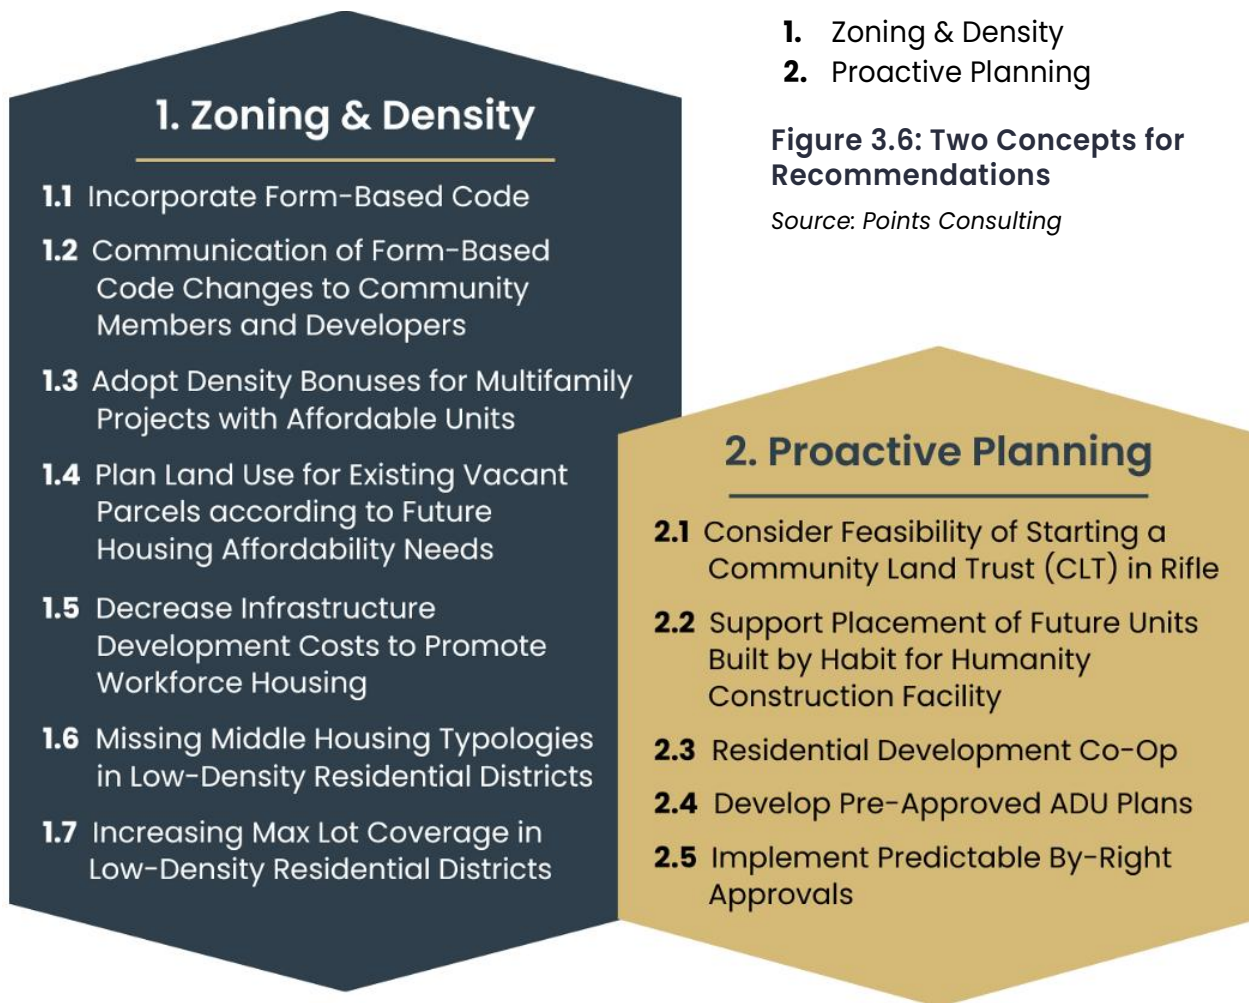 1. Zoning & Density
2. Proactive Planning
Figure 3.6: Two Concepts for
Recommendations
Source: Points Consulting
1. Zoning & Density
1.1 Incorporate Form-Based Code
1.2 Communication of Form-Based
Code Changes to Community
Members and Developers
1.3 Adopt Density Bonuses for Multifamily
Projects with Affordable Units
1.4 Plan Land Use for Existing Vacant
Parcels according to Future
Housing Affordability Needs
1.5 Decrease Infrastructure
Development Costs to Promote
Workforce Housing
1.6 Missing Middle Housing Typologies
in Low-Density Residential Districts
1.7 Increasing Max Lot Coverage in
Low-Density Residential Districts
2. Proactive Planning
2.1 Consider Feasibility of Starting a
Community Land Trust (CLT) in Rifle
2.2 Support Placement of Future Units
Built by Habit for Humanity
Construction Facility
2.3 Residential Development Co-Op
2.4 Develop Pre-Approved ADU Plans
2.5 Implement Predictable By-Right
Approvals